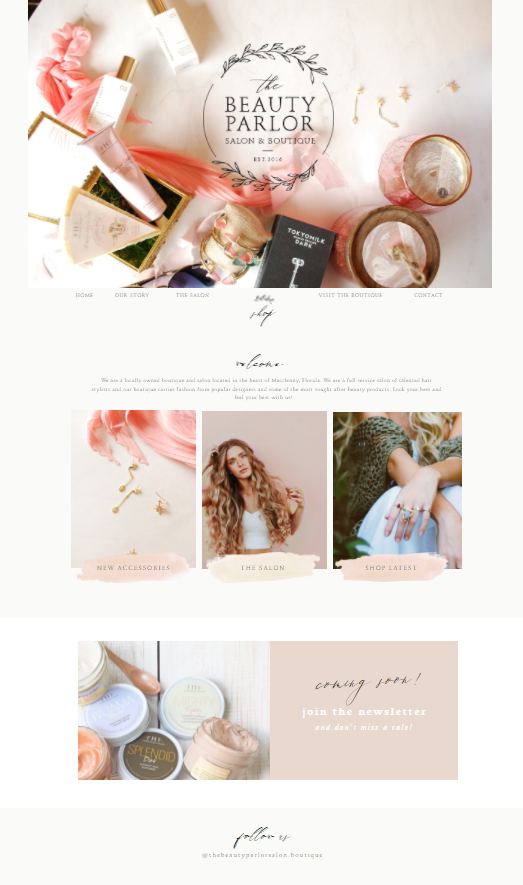 the
BEAUTY
PARLOR
SALON & BOUTIQUE
EST.2016
TOKYOMILK
DARK
HOME OUR STORY THE SALON shop VISIT THE BOUTIQUE CONTACT
welcome
We are a locally owned boutique and salon located in the heart of Macclenny, Florida. We are a full service salon of talented hair
stylists and our boutique carries fashion from popular designers and some of the most sought after beauty products. Look your best and
feel your best with us!
NEW ACCESSORIES THE SALON SHOP LATEST
FHF
SPLENDID
Dirt
coming soon!
join the newsletter
and don't miss a sale!
follow us
@thebeautyparlorsalon.boutique